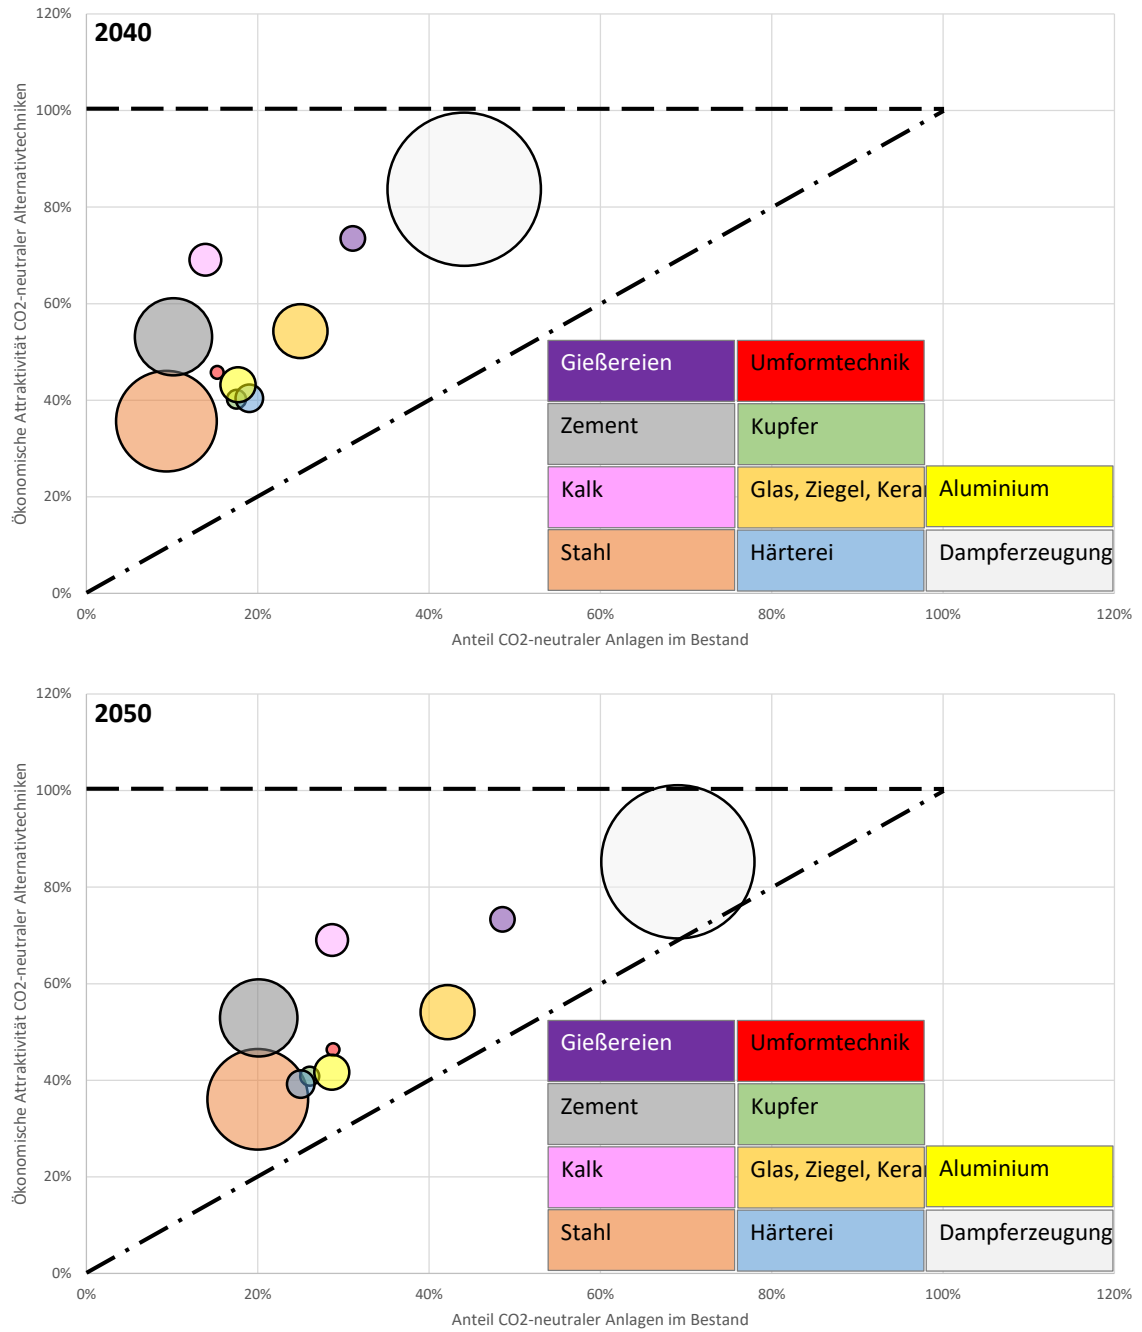 2040
120%
100%
80%
60%
40%
20%
0%
Ökonomische Attraktivität CO2-neutraler Alternativtechniken
Gießereien
Umformtechnik
Zement
Kupfer
Kalk
Glas, Ziegel, Kera
Aluminium
Stahl
Härterei
Dampferzeugung
0% 20% 40% 60% 80% 100% 120%
Anteil CO2-neutraler Anlagen im Bestand
2050
120%
100%
80%
60%
40%
20%
0%
Ökonomische Attraktivität CO2-neutraler Alternativtechniken
Gießereien
Umformtechnik
Zement
Kupfer
Kalk
Glas, Ziegel, Kera
Aluminium
Stahl
Härterei
Dampferzeugung
0% 20% 40% 60% 80% 100% 120%
Anteil CO2-neutraler Anlagen im Bestand